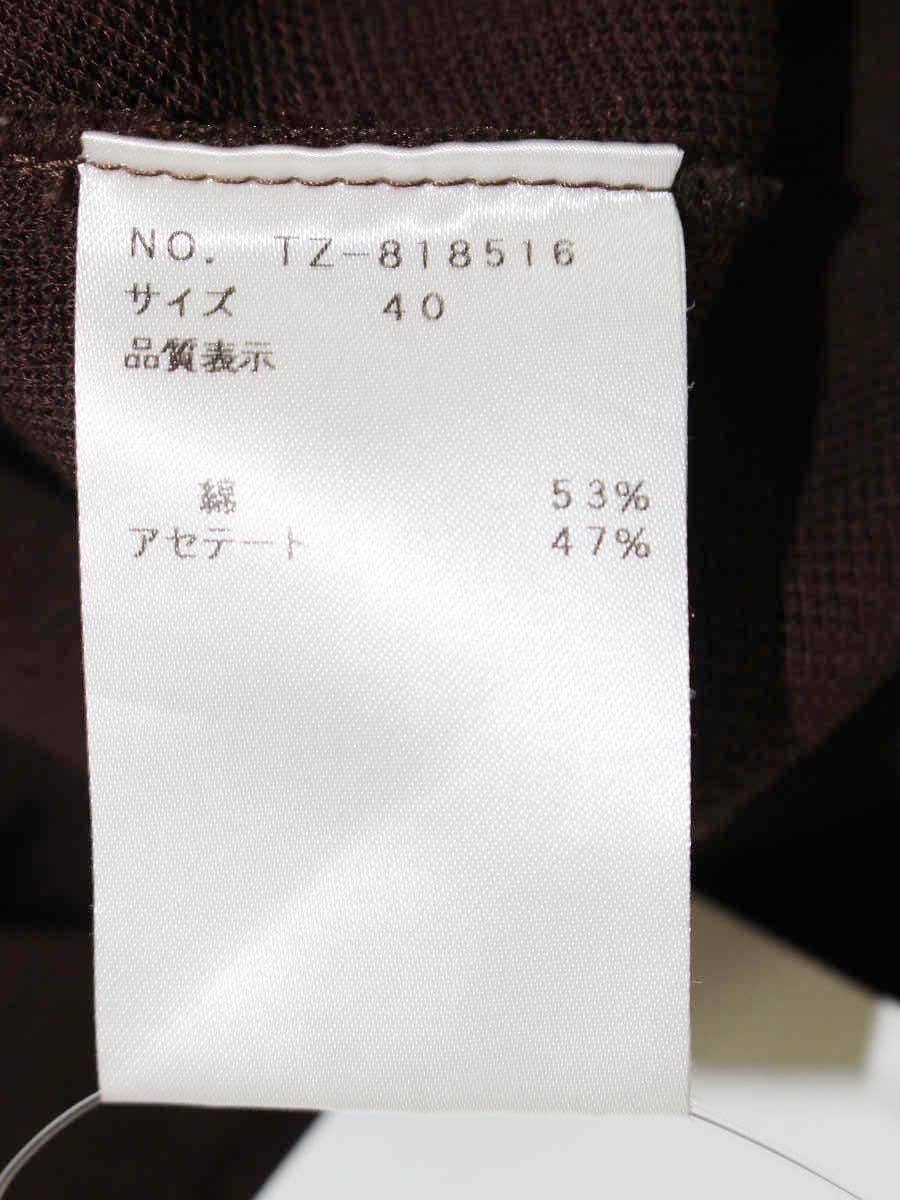 NO. TZ-818516
サイズ 40
品質表示
綿 53%
アセテート 47%